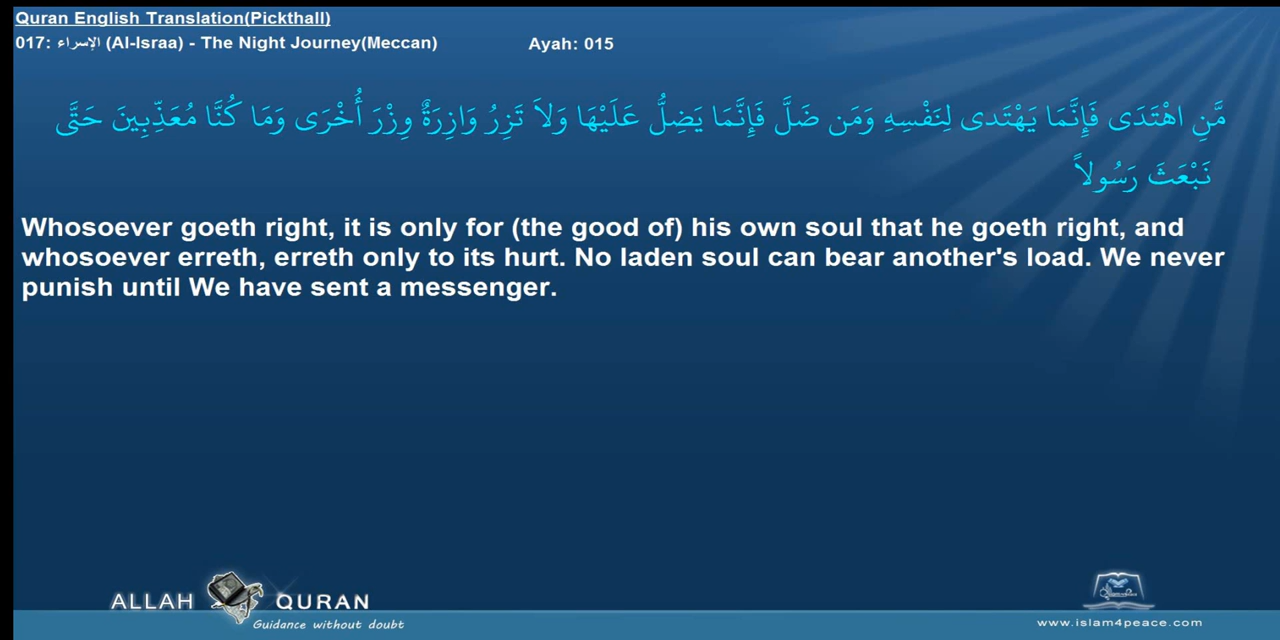 Quran English Translation(Pickthall)
017: الإسراء (Al-Israa) - The Night Journey(Meccan) Ayah: 015
مَّنِ اهْتَدَى فَإِنَّمَا يَهْتَدي لِنَفْسِهِ وَمَن ضَلَّ فَإِنَّمَا يَضِلُّ عَلَيْهَا وَلاَ تَزِرُ وَازِرَةٌ وِزْرَ أُخْرَى وَمَا كُنَّا مُعَذِّبِينَ حَتَّى
نَبْعَثَ رَسُولاً
Whosoever goeth right, it is only for (the good of) his own soul that he goeth right, and
whosoever erreth, erreth only to its hurt. No laden soul can bear another's load. We never
punish until We have sent a messenger.
ALLAH QURAN
Guidance without doubt
www.islam4peace.com